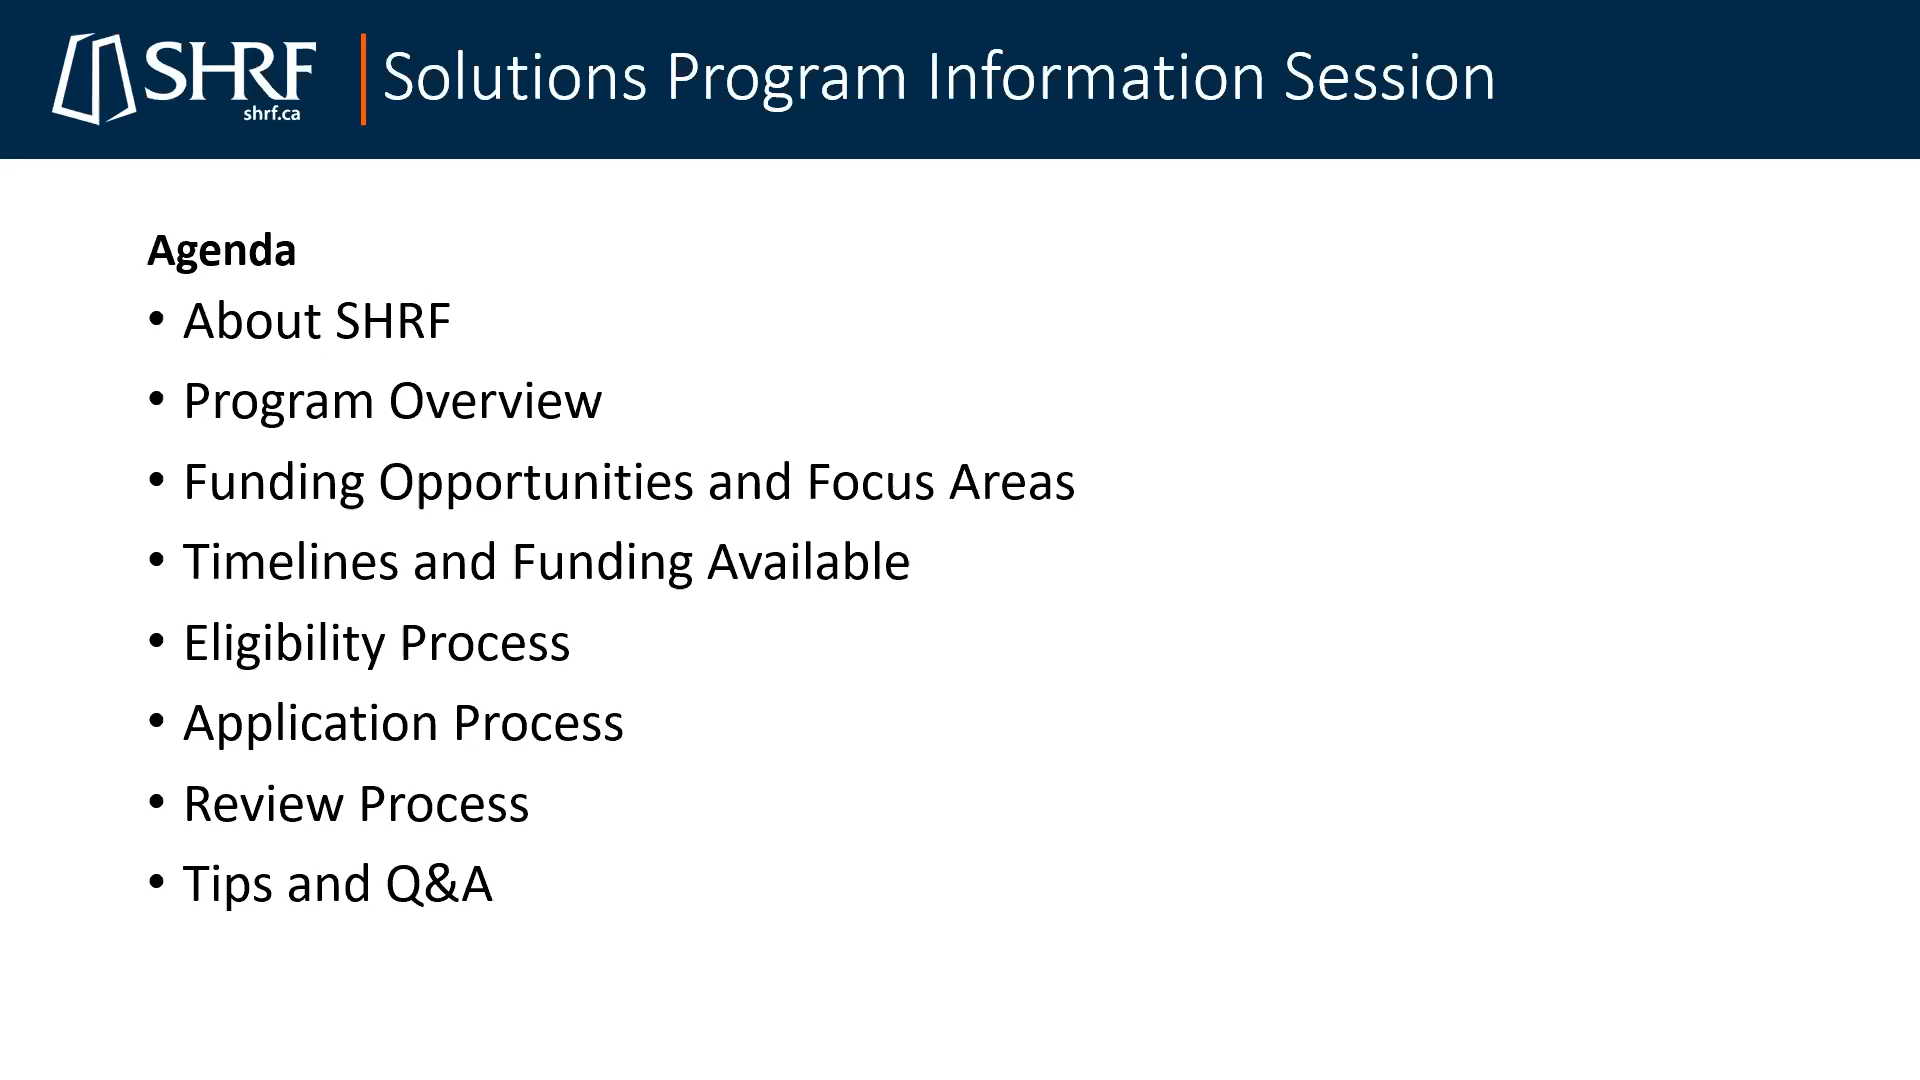 SHRF
shrf.ca
Solutions Program Information Session
Agenda
• About SHRF
• Program Overview
• Funding Opportunities and Focus Areas
• Timelines and Funding Available
• Eligibility Process
• Application Process
• Review Process
• Tips and Q&A